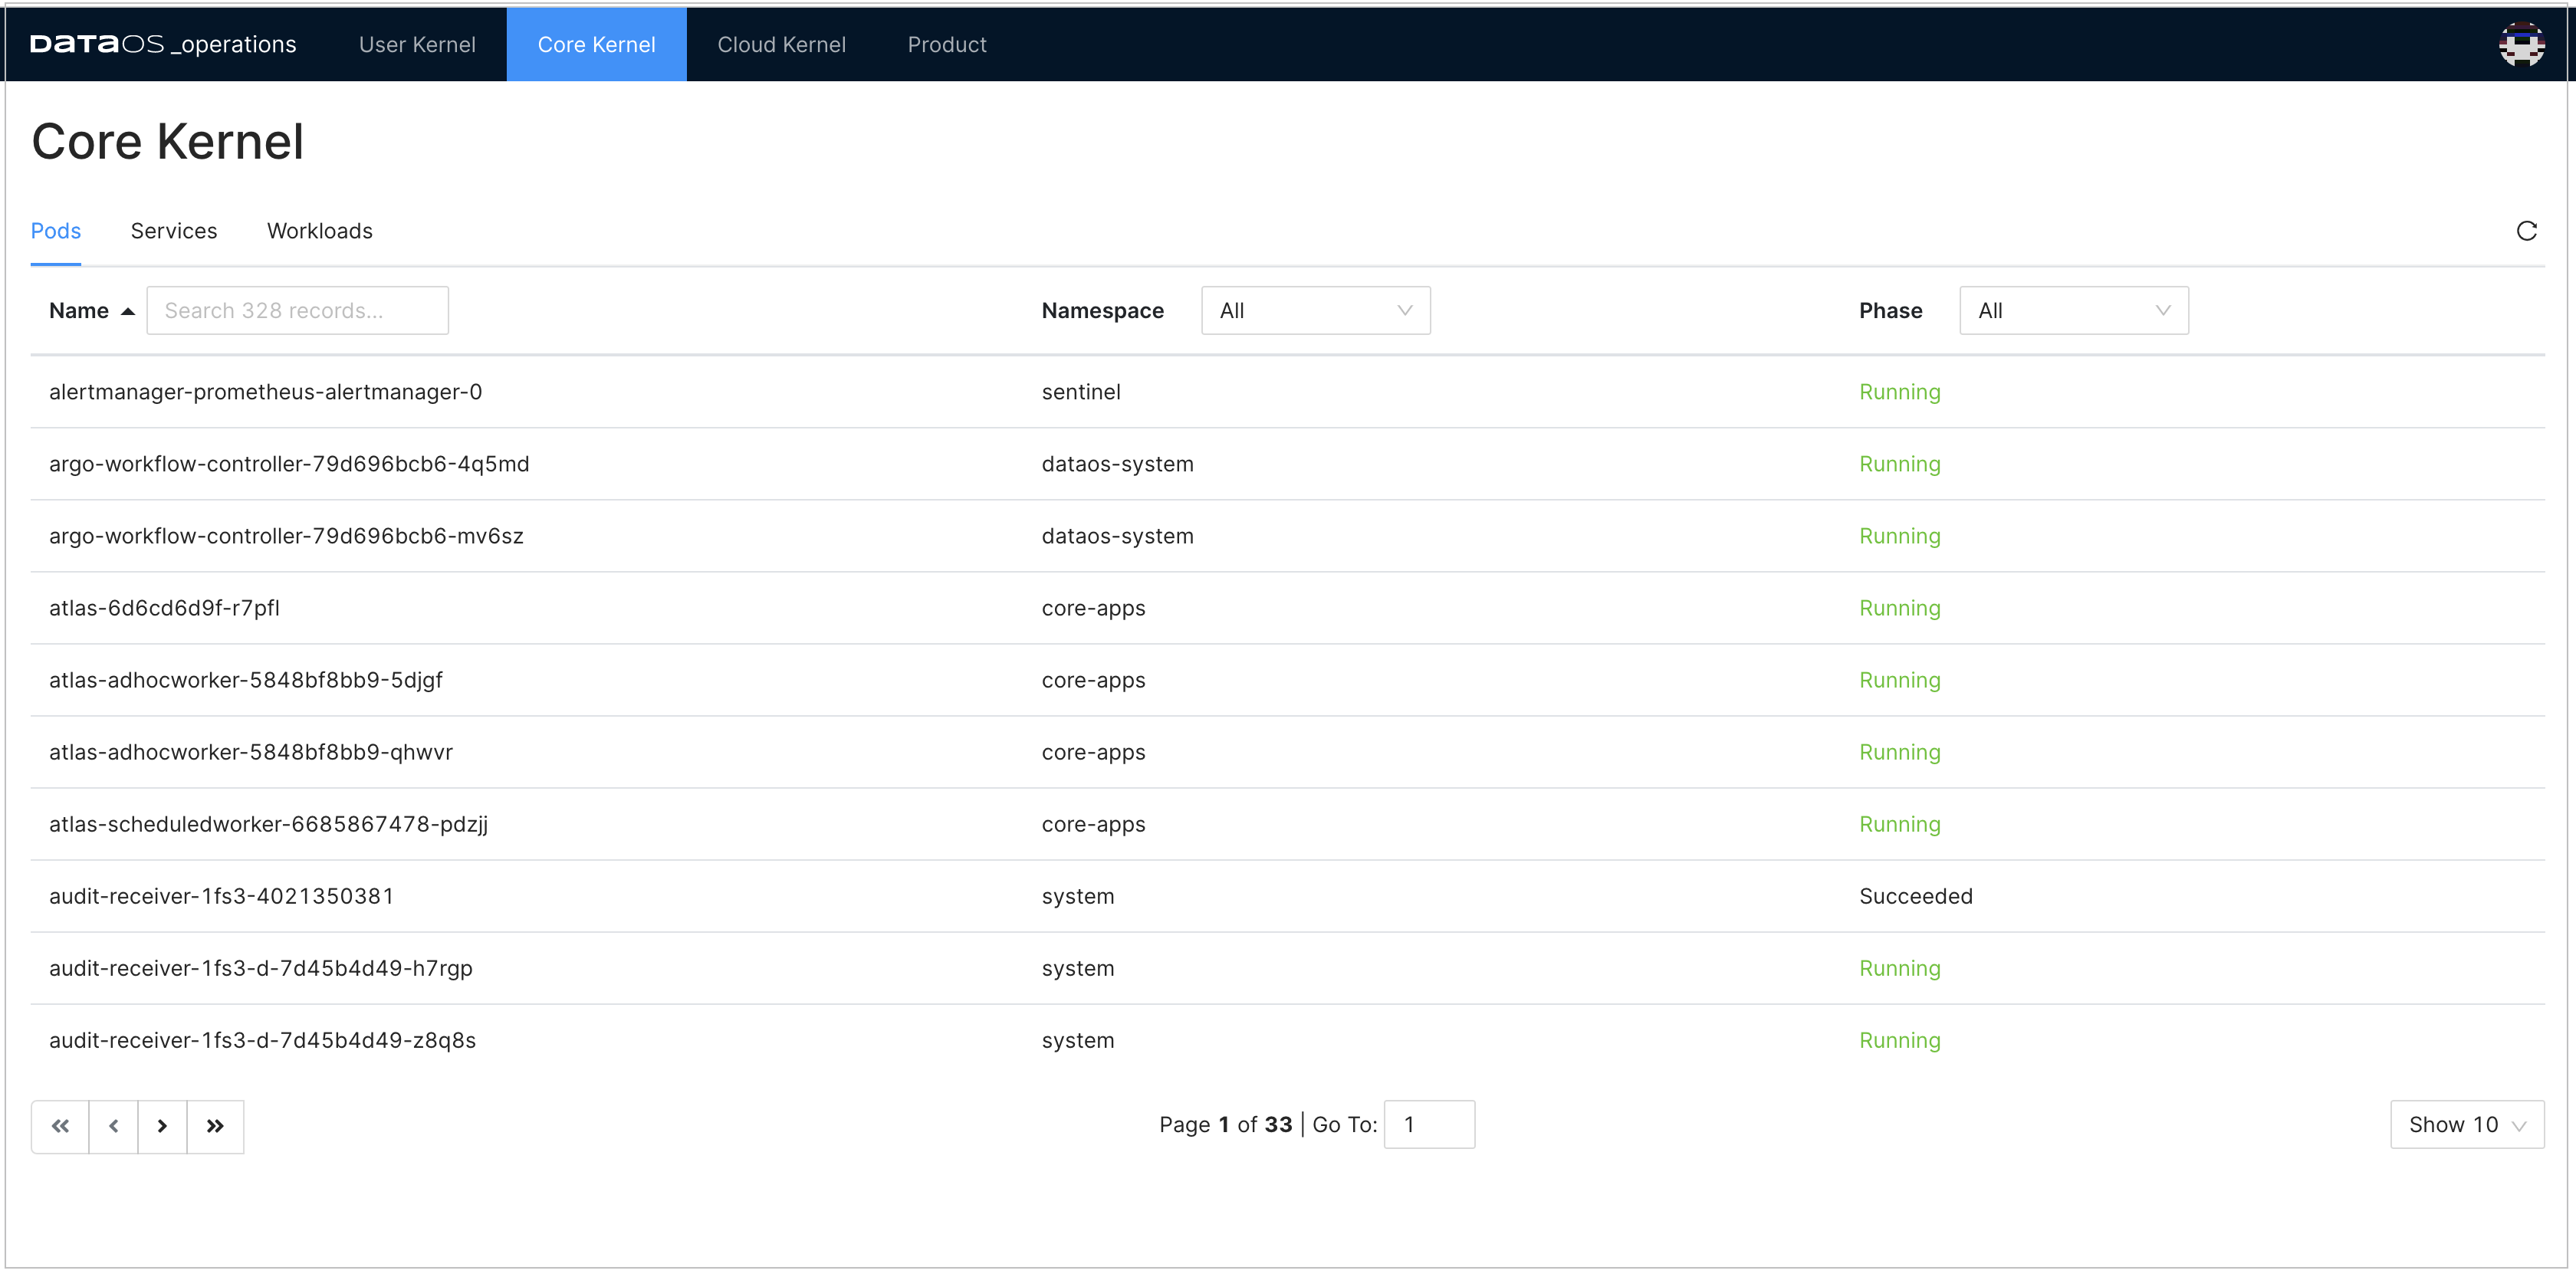 DATAOS _operations User Kernel Core Kernel Cloud Kernel Product
Core Kernel
Pods Services Workloads
Name Search 328 records... Namespace All Phase All
alertmanager-prometheus-alertmanager-0 sentinel Running
argo-workflow-controller-79d696bcb6-4q5md dataos-system Running
argo-workflow-controller-79d696bcb6-mv6sz dataos-system Running
atlas-6d6cd6d9f-r7pfl core-apps Running
atlas-adhocworker-5848bf8bb9-5djgf core-apps Running
atlas-adhocworker-5848bf8bb9-qhwvr core-apps Running
atlas-scheduledworker-6685867478-pdzjj core-apps Running
audit-receiver-1fs3-4021350381 system Succeeded
audit-receiver-1fs3-d-7d45b4d49-h7rgp system Running
audit-receiver-1fs3-d-7d45b4d49-z8q8s system Running
« ‹ › » Page 1 of 33 | Go To: 1 Show 10